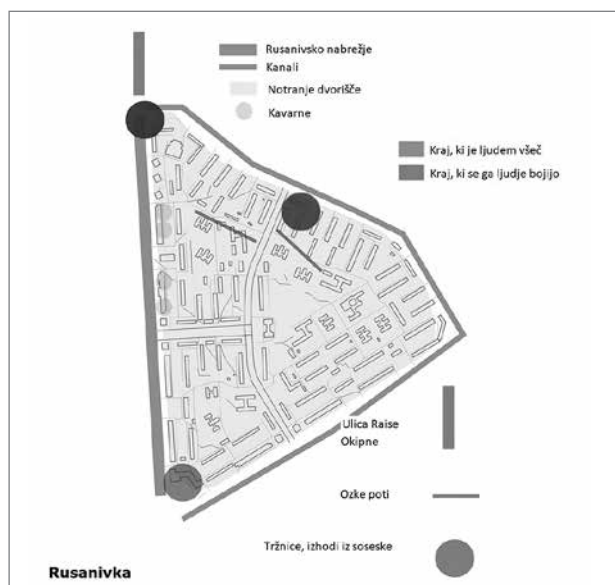 Rusanivsko nabrežje
Kanali
Notranje dvorišče
Kavarne
Kraj, ki je ljudem všeč
Kraj, ki se ga ljudje bojijo
Ulica Raise
Okipne
Ozke poti
Tržnice, izhodi iz soseske
Rusanivka